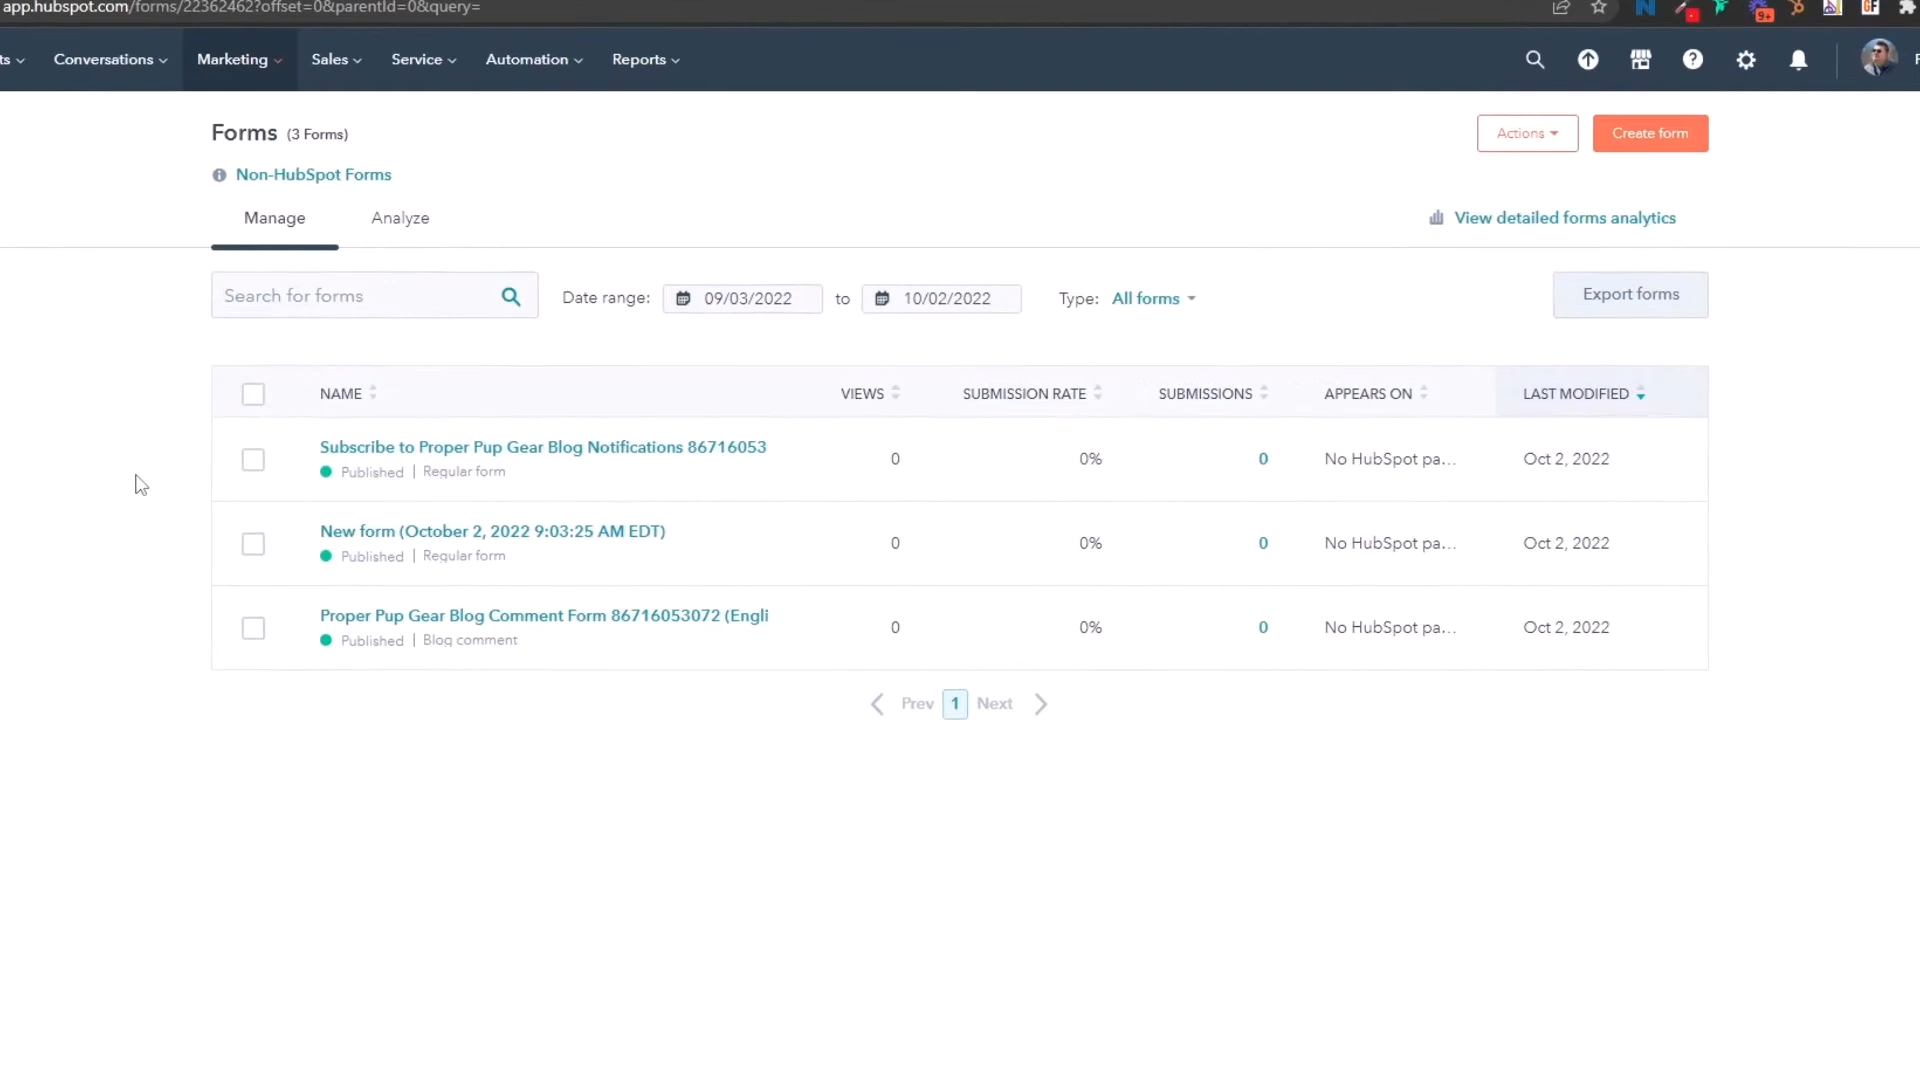 app.hubspot.com/forms/22362462?offset=0&parentId=0&query=
9+
GF
ts Conversations Marketing Sales Service Automation Reports
Forms (3 Forms)
Actions
Create form
Non-HubSpot Forms
Manage Analyze
View detailed forms analytics
Search for forms
Date range: 09/03/2022 to 10/02/2022
Type: All forms
Export forms
NAME VIEWS SUBMISSION RATE SUBMISSIONS APPEARS ON LAST MODIFIED
Subscribe to Proper Pup Gear Blog Notifications 86716053
Published | Regular form
0 0% 0 No HubSpot pa... Oct 2, 2022
New form (October 2, 2022 9:03:25 AM EDT)
Published | Regular form
0 0% 0 No HubSpot pa... Oct 2, 2022
Proper Pup Gear Blog Comment Form 86716053072 (Engli
Published | Blog comment
0 0% 0 No HubSpot pa... Oct 2, 2022
Prev 1 Next